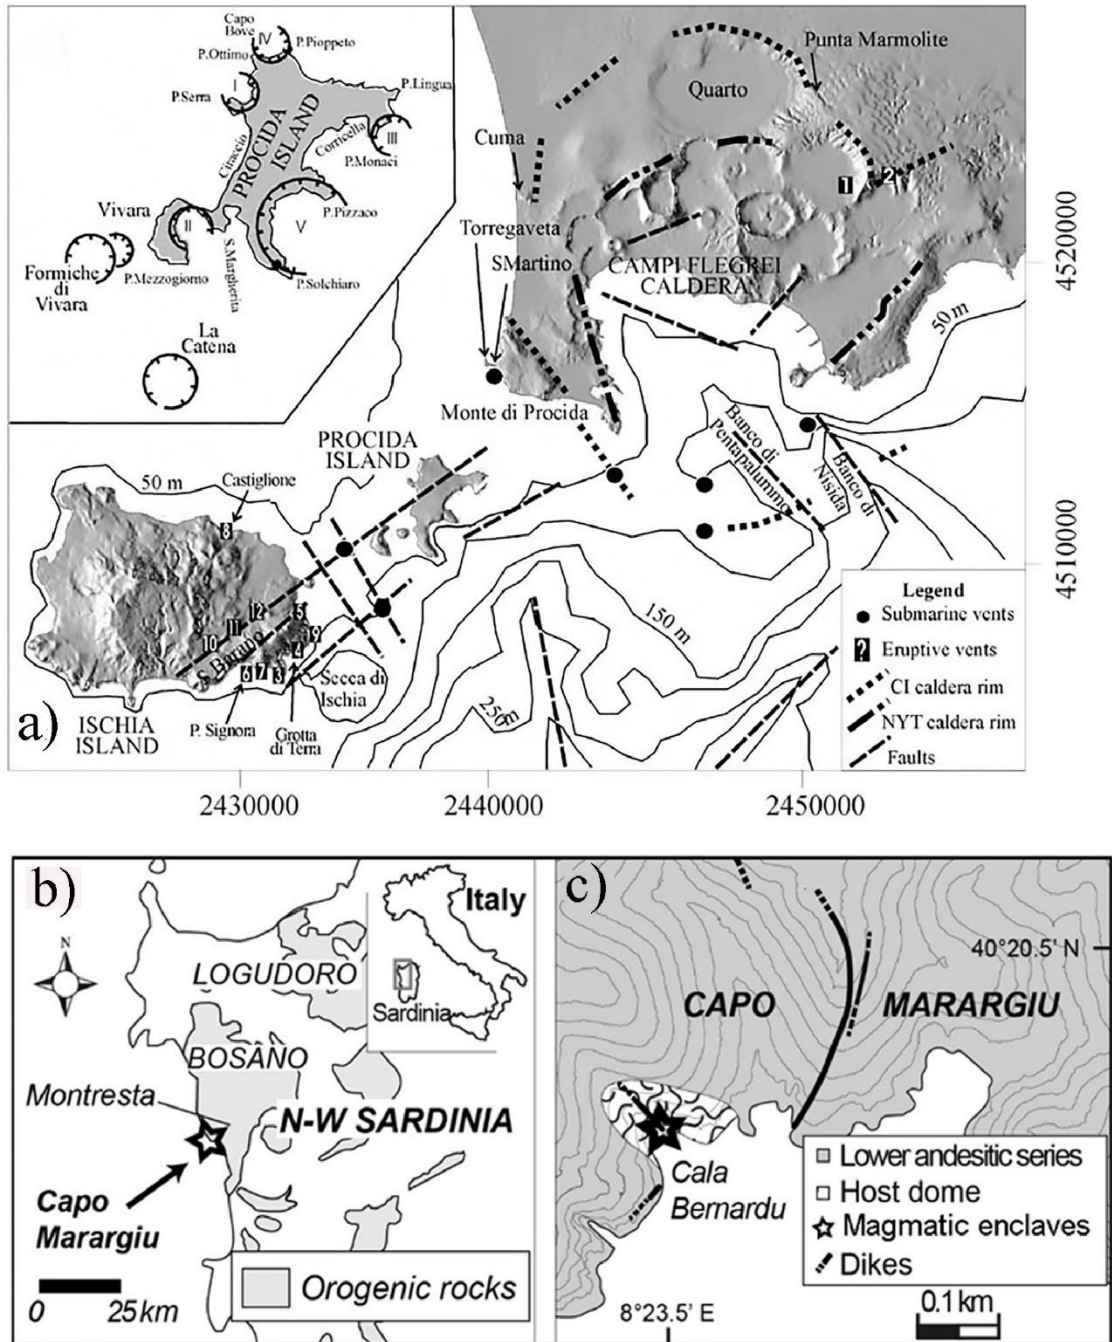 Capo
Bove
IV
P.Pioppeto
P.Ottimo
I
P.Serra
P.Lingua
PROCIDA
ISLAND
Corricella
III
P.Monaci
Ciraccio
Vivara
II
V
P.Pizzaco
Formiche
di
Vivara
P.Mezzogiorno
S.Margherita
P.Solchiaro
La
Catena
Punta Marmolite
Quarto
Cuma
1
2
Torregaveta
SMartino
CAMPI FLEGREI
CALDERA
50 m
4520000
Monte di Procida
Banco di
Pentapalummo
Banco di
Nisida
PROCIDA
ISLAND
50 m
Castiglione
8
12
11
10
5
9
4
S. Barano
6
7
3
Secca di
Ischia
ISCHIA
ISLAND
P. Signora
Grotta
di Terra
150 m
250 m
4510000
Legend
Submarine vents
? Eruptive vents
CI caldera rim
NYT caldera rim
Faults
a)
2430000
2440000
2450000
b)
N
Italy
Sardinia
LOGUDORO
BOSANO
Montresta
N-W SARDINIA
Capo
Marargiu
0 25 km
Orogenic rocks
c)
40°20.5' N
CAPO MARARGIU
Cala
Bernardu
Lower andesitic series
Host dome
Magmatic enclaves
Dikes
8°23.5' E
0.1 km